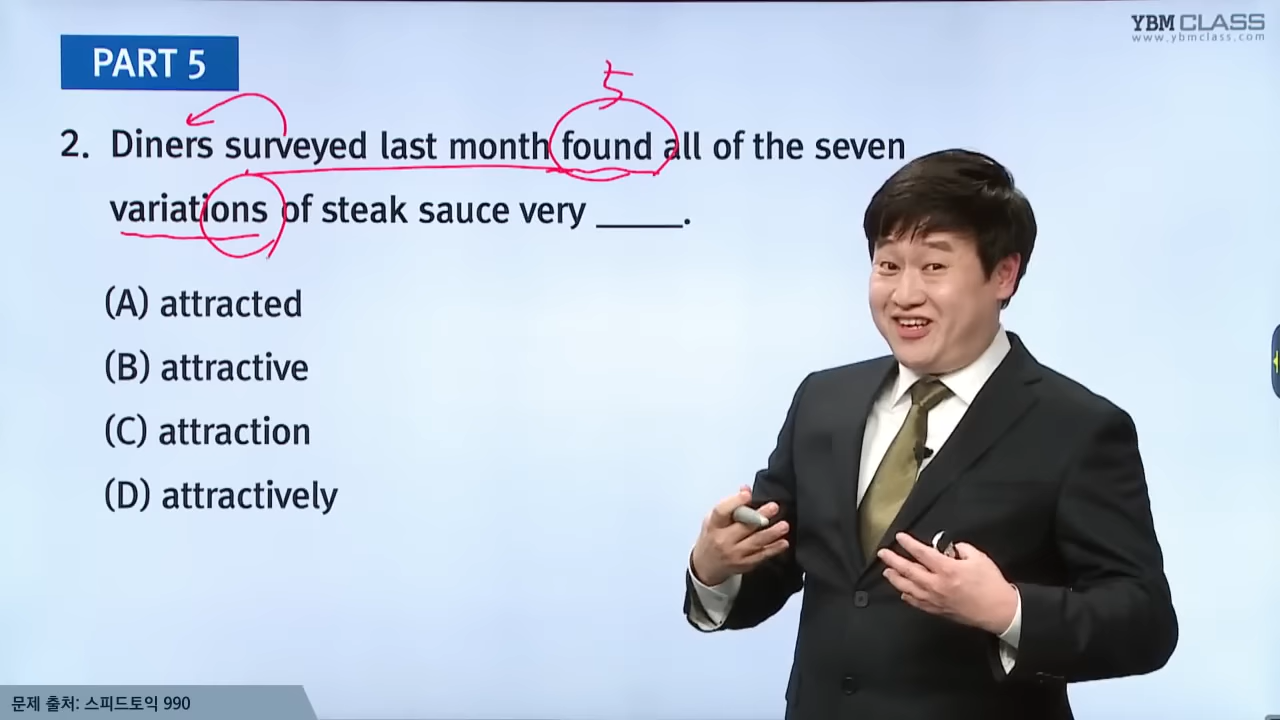 YBM CLASS
www.ybmclass.com
PART 5
5
2. Diners surveyed last month found all of the seven
variations of steak sauce very _____.
(A) attracted
(B) attractive
(C) attraction
(D) attractively
문제 출처: 스피드토익 990